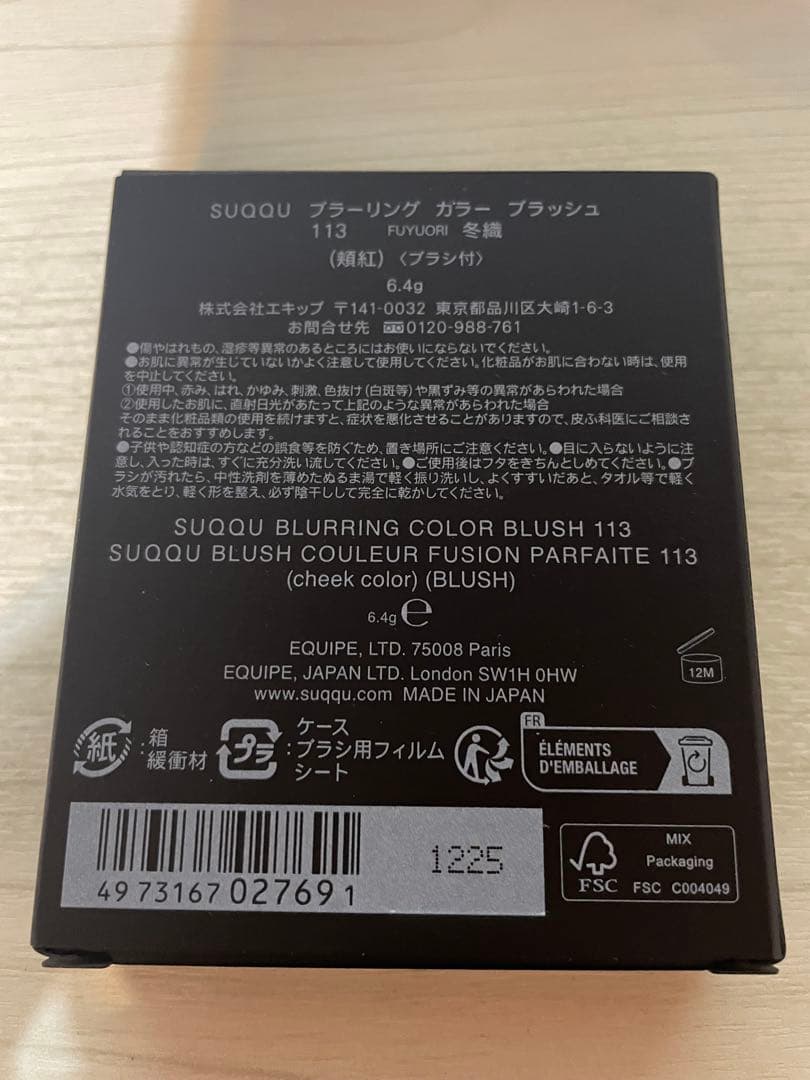 SUQQU ブラーリング カラー ブラッシュ
113 FUYUORI 冬織
(頬紅)〈ブラシ付〉
6.4g
株式会社エキップ 〒141-0032 東京都品川区大崎1-6-3
お問合せ先 0120-988-761
●傷やはれもの、湿疹等異常のあるところにはお使いにならないでください。
●お肌に異常が生じていないかよく注意して使用してください。化粧品がお肌に合わない時は、使用
を中止してください。
①使用中、赤み、はれ、かゆみ、刺激、色抜け(白斑等)や黒ずみ等の異常があらわれた場合
②使用したお肌に、直射日光があたって上記のような異常があらわれた場合
そのまま化粧品類の使用を続けますと、症状を悪化させることがありますので、皮ふ科医にご相談さ
れることをおすすめします。
●子供や認知症の方などの誤食等を防ぐため、置き場所にご注意ください。●目に入らないように注
意し、入った時は、すぐに充分洗い流してください。●ご使用後はフタをきちんとしめてください。●ブ
ラシが汚れたら、中性洗剤を薄めたぬるま湯で軽く振り洗いし、よくすすいだあと、タオル等で軽く
水気をとり、軽く形を整え、必ず陰干しして完全に乾かしてください。
SUQQU BLURRING COLOR BLUSH 113
SUQQU BLUSH COULEUR FUSION PARFAITE 113
(cheek color) (BLUSH)
6.4g ℮
EQUIPE, LTD. 75008 Paris
EQUIPE, JAPAN LTD. London SW1H 0HW
www.suqqu.com MADE IN JAPAN
12M
紙 : 箱
緩衝材
プラ : ケース
ブラシ用フィルム
シート
FR
ÉLÉMENTS
D'EMBALLAGE
4973167027691
1225
FSC
MIX
Packaging
FSC C004049